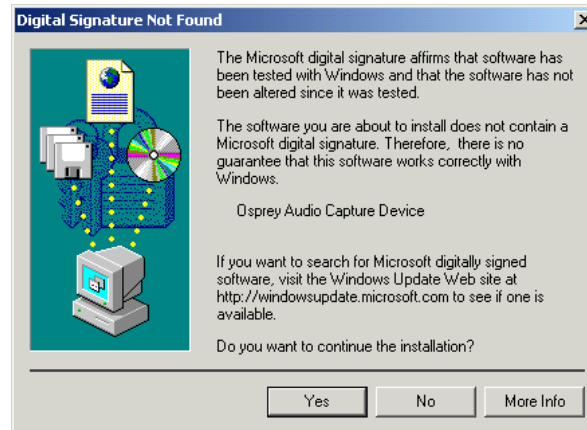 Digital Signature Not Found
The Microsoft digital signature affirms that software has
been tested with Windows and that the software has not
been altered since it was tested.
The software you are about to install does not contain a
Microsoft digital signature. Therefore, there is no
guarantee that this software works correctly with
Windows.
Osprey Audio Capture Device
If you want to search for Microsoft digitally signed
software, visit the Windows Update Web site at
http://windowsupdate.microsoft.com to see if one is
available.
Do you want to continue the installation?
Yes
No
More Info